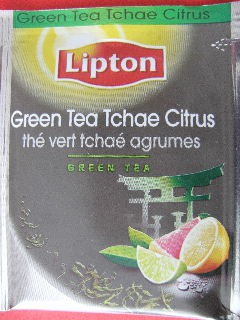 Green Tea Tchae Citrus
Lipton
Green Tea Tchae Citrus
thé vert tchaé agrumes
GREEN TEA